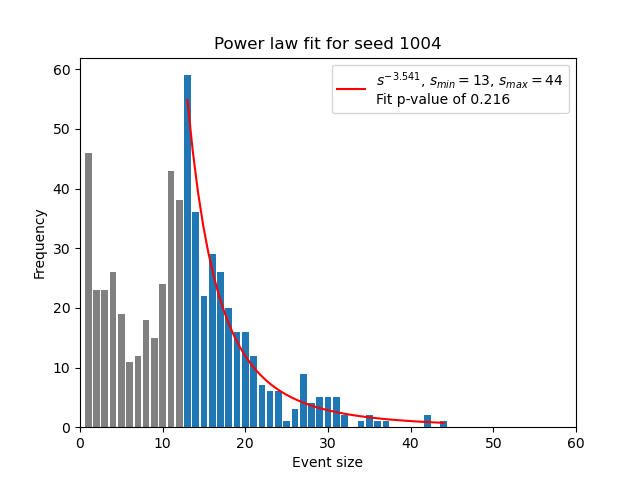 Power law fit for seed 1004
60
50
40
30
20
10
0
Frequency
s^{-3.541}, s_{min} = 13, s_{max} = 44
Fit p-value of 0.216
0 10 20 30 40 50 60
Event size